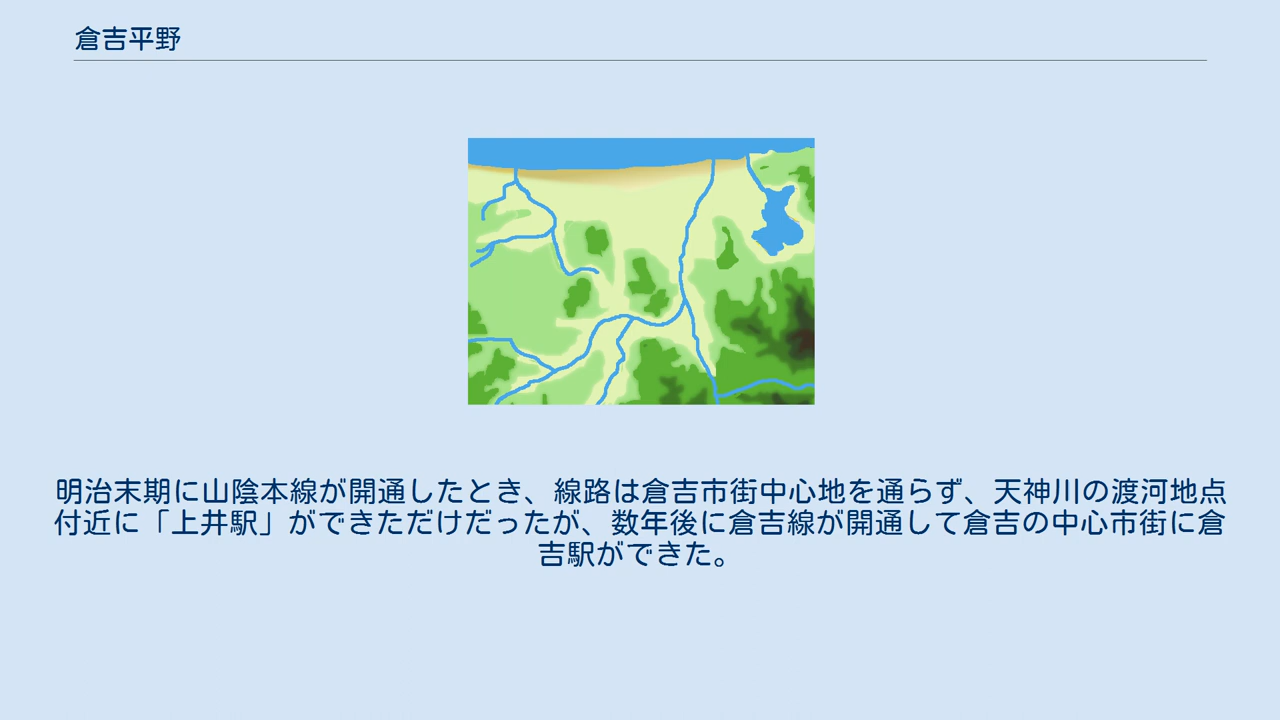 倉吉平野
明治末期に山陰本線が開通したとき、線路は倉吉市街中心地を通らず、天神川の渡河地点
付近に「上井駅」ができただけだったが、数年後に倉吉線が開通して倉吉の中心市街に倉
吉駅ができた。